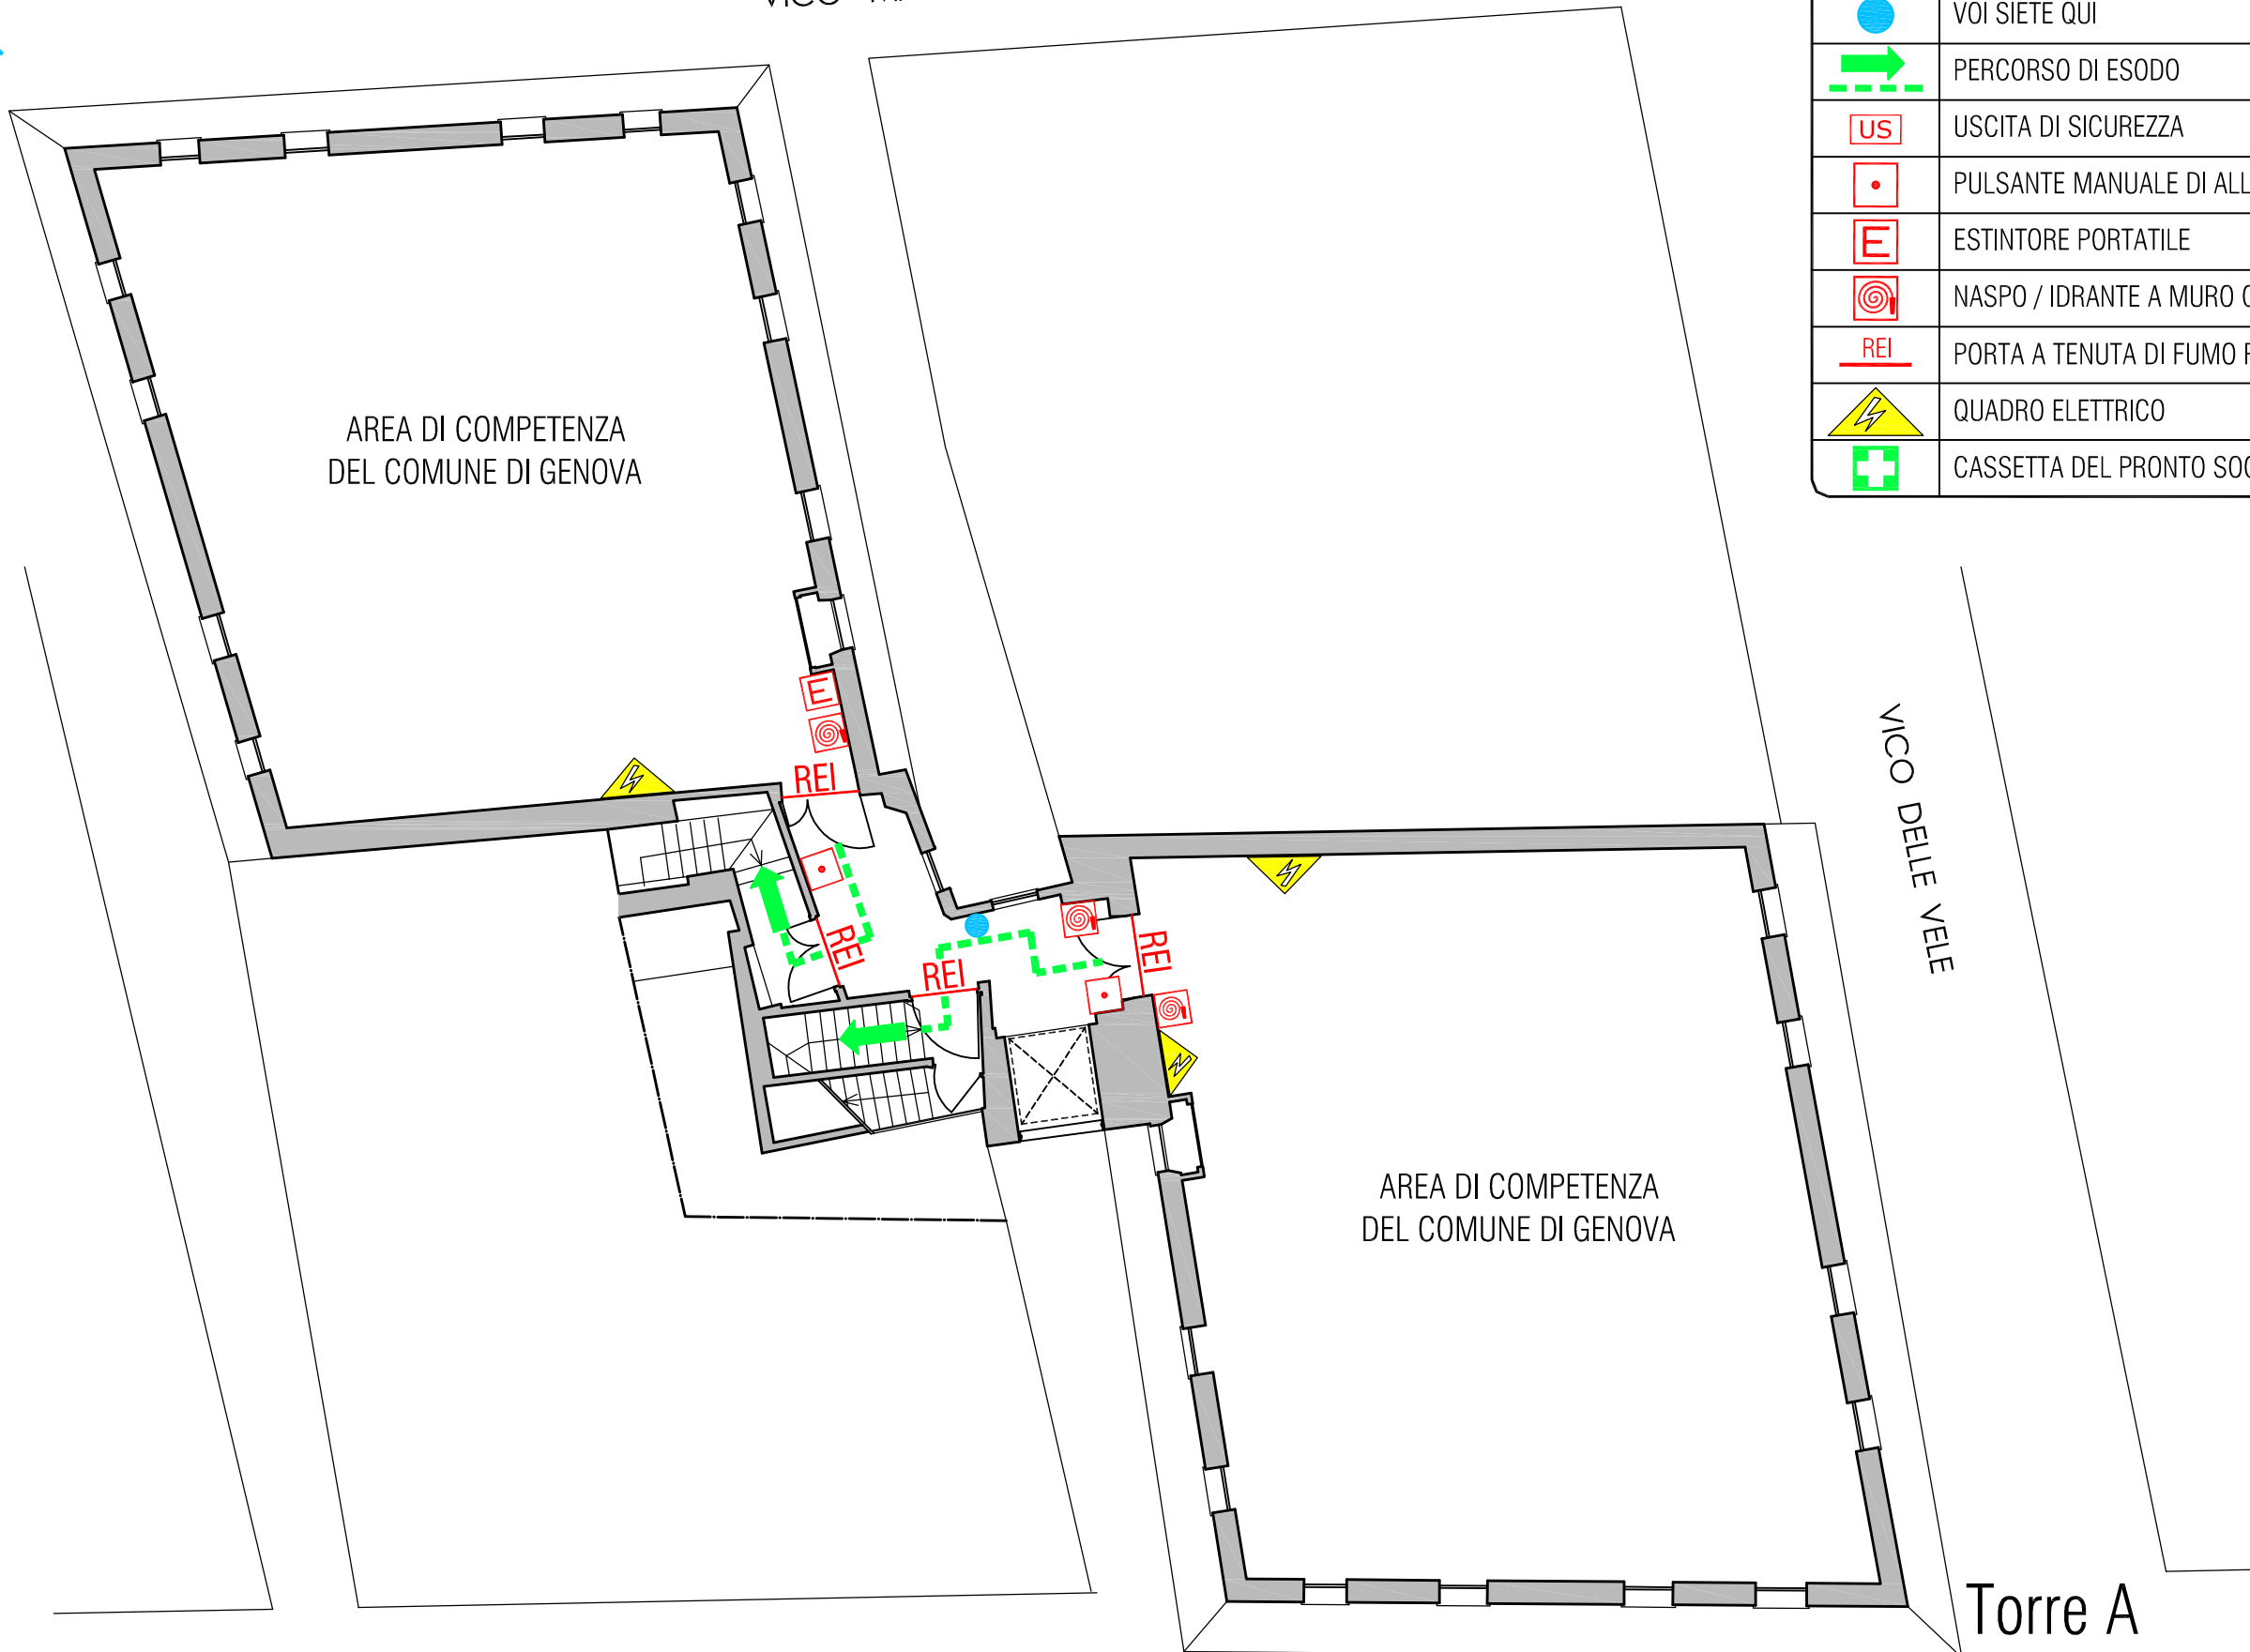 VICO
VOI SIETE QUI
PERCORSO DI ESODO
US USCITA DI SICUREZZA
PULSANTE MANUALE DI ALL
E ESTINTORE PORTATILE
NASPO / IDRANTE A MURO
REI PORTA A TENUTA DI FUMO
QUADRO ELETTRICO
CASSETTA DEL PRONTO SOC
AREA DI COMPETENZA
DEL COMUNE DI GENOVA
E
REI
REI
REI
REI
VICO DELLE VELE
AREA DI COMPETENZA
DEL COMUNE DI GENOVA
Torre A